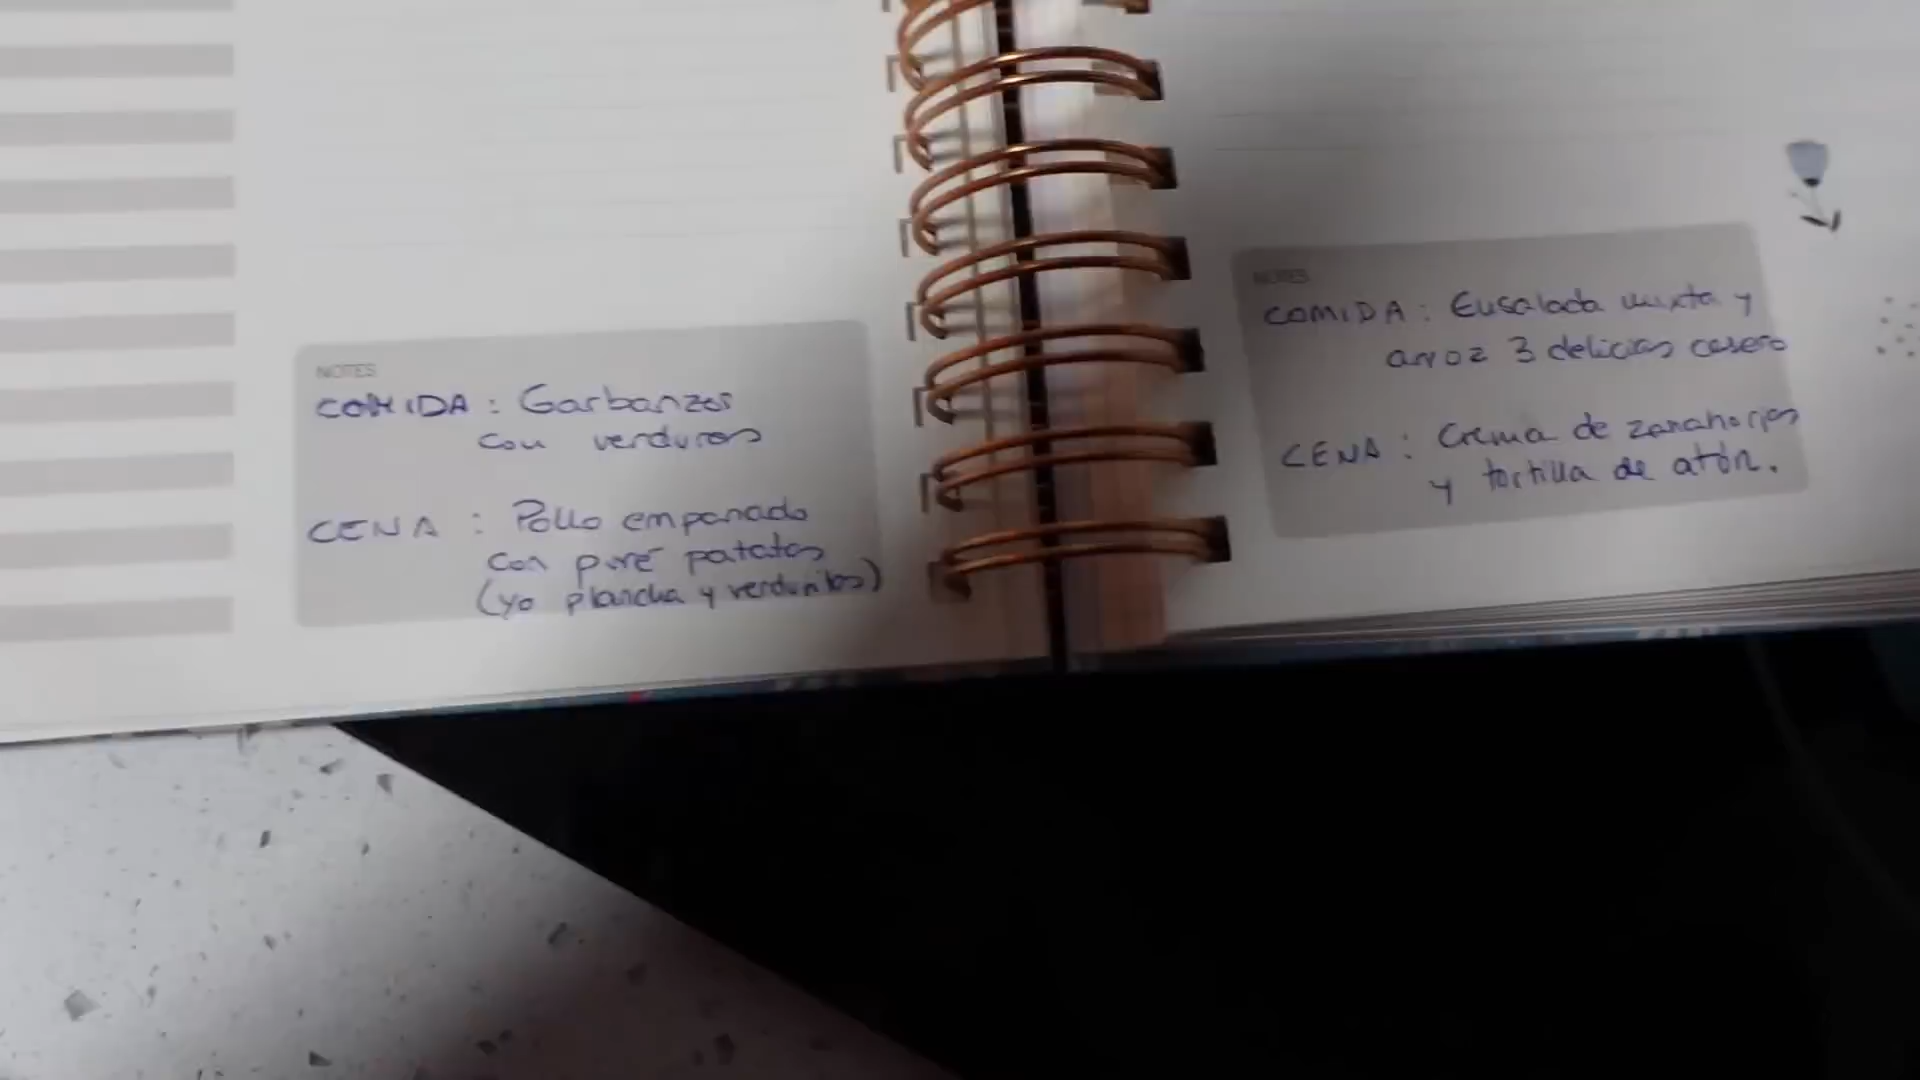 NOTES
COMIDA : Garbanzos
con verduras
CENA : Pollo empanado
con puré patatas
(yo plancha y verduritas)
NOTES
COMIDA : Ensalada mixta y
arroz 3 delicias casero
CENA : Crema de zanahorias
y tortilla de atún.